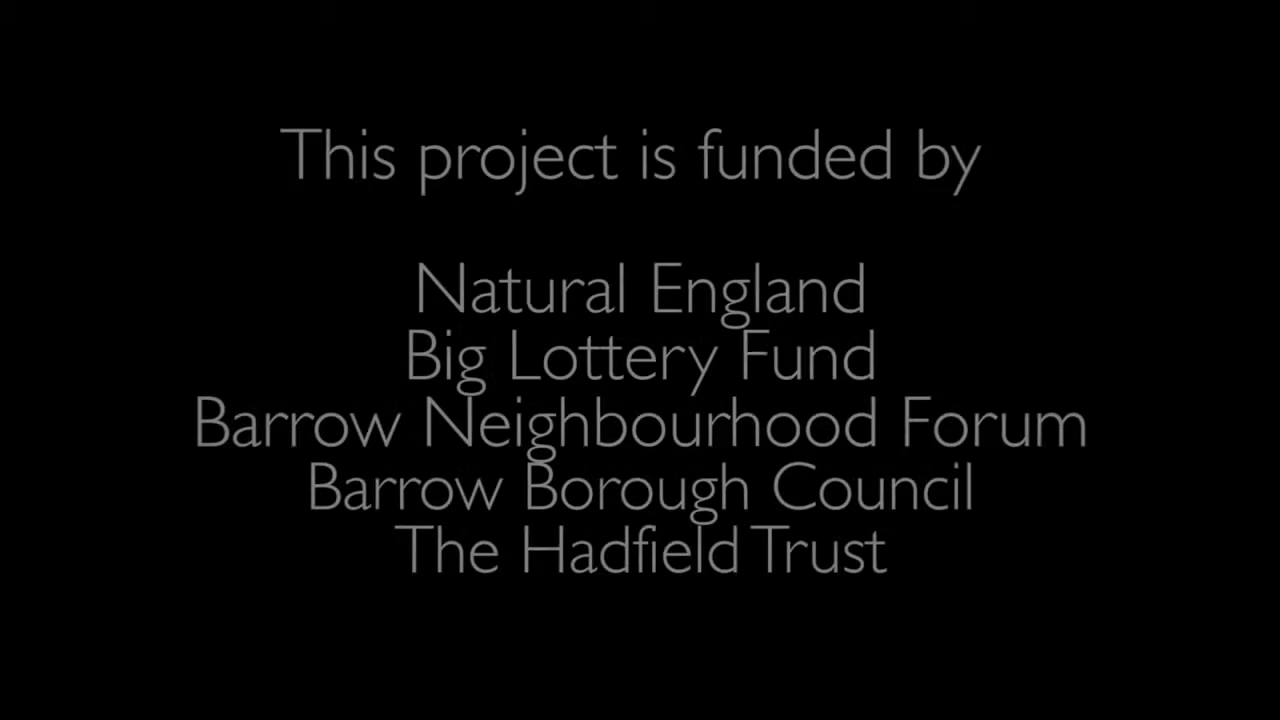 This project is funded by
Natural England
Big Lottery Fund
Barrow Neighbourhood Forum
Barrow Borough Council
The Hadfield Trust